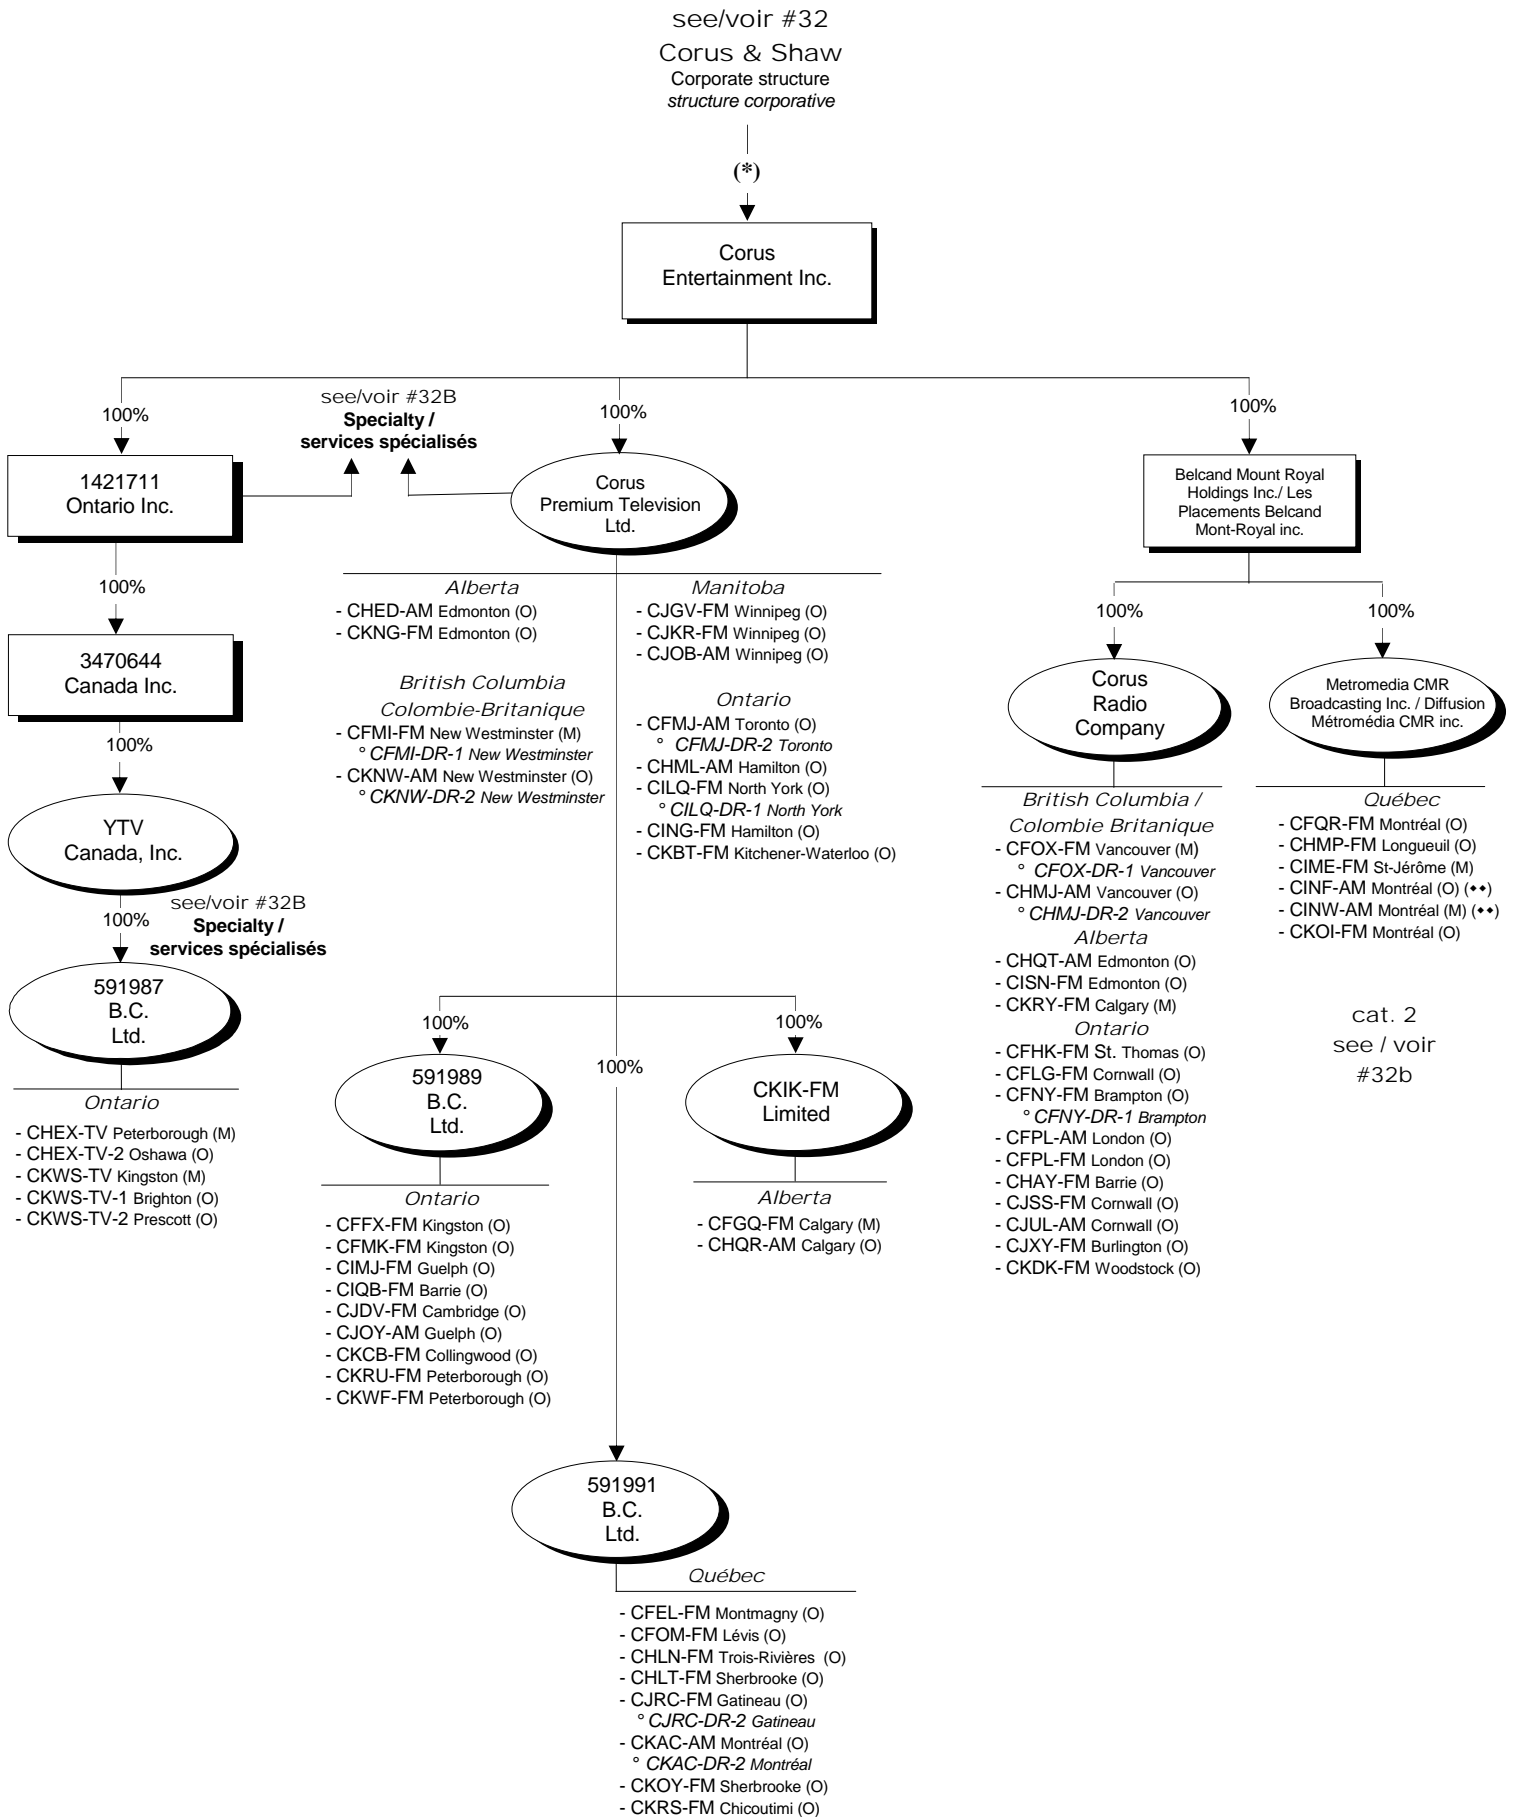 see/voir #32
Corus & Shaw
Corporate structure
structure corporative
(*)
Corus
Entertainment Inc.
100%
see/voir #32B
Specialty /
services spécialisés
100%
100%
1421711
Ontario Inc.
Corus
Premium Television
Ltd.
Belcand Mount Royal
Holdings Inc./ Les
Placements Belcand
Mont-Royal inc.
100%
3470644
Canada Inc.
100%
YTV
Canada, Inc.
100%
see/voir #32B
Specialty /
services spécialisés
591987
B.C.
Ltd.
Ontario
- CHEX-TV Peterborough (M)
- CHEX-TV-2 Oshawa (O)
- CKWS-TV Kingston (M)
- CKWS-TV-1 Brighton (O)
- CKWS-TV-2 Prescott (O)
Alberta
- CHED-AM Edmonton (O)
- CKNG-FM Edmonton (O)
British Columbia
Colombie-Britanique
- CFMI-FM New Westminster (M)
° CFMI-DR-1 New Westminster
- CKNW-AM New Westminster (O)
° CKNW-DR-2 New Westminster
Manitoba
- CJGV-FM Winnipeg (O)
- CJKR-FM Winnipeg (O)
- CJOB-AM Winnipeg (O)
Ontario
- CFMJ-AM Toronto (O)
° CFMJ-DR-2 Toronto
- CHML-AM Hamilton (O)
- CILQ-FM North York (O)
° CILQ-DR-1 North York
- CING-FM Hamilton (O)
- CKBT-FM Kitchener-Waterloo (O)
100%
100%
100%
591989
B.C.
Ltd.
Ontario
- CFFX-FM Kingston (O)
- CFMK-FM Kingston (O)
- CIMJ-FM Guelph (O)
- CIQB-FM Barrie (O)
- CJDV-FM Cambridge (O)
- CJOY-AM Guelph (O)
- CKCB-FM Collingwood (O)
- CKRU-FM Peterborough (O)
- CKWF-FM Peterborough (O)
CKIK-FM
Limited
Alberta
- CFGQ-FM Calgary (M)
- CHQR-AM Calgary (O)
591991
B.C.
Ltd.
Québec
- CFEL-FM Montmagny (O)
- CFOM-FM Lévis (O)
- CHLN-FM Trois-Rivières (O)
- CHLT-FM Sherbrooke (O)
- CJRC-FM Gatineau (O)
° CJRC-DR-2 Gatineau
- CKAC-AM Montréal (O)
° CKAC-DR-2 Montréal
- CKOY-FM Sherbrooke (O)
- CKRS-FM Chicoutimi (O)
100%
100%
Corus
Radio
Company
British Columbia /
Colombie Britanique
- CFOX-FM Vancouver (M)
° CFOX-DR-1 Vancouver
- CHMJ-AM Vancouver (O)
° CHMJ-DR-2 Vancouver
Alberta
- CHQT-AM Edmonton (O)
- CISN-FM Edmonton (O)
- CKRY-FM Calgary (M)
Ontario
- CFHK-FM St. Thomas (O)
- CFLG-FM Cornwall (O)
- CFNY-FM Brampton (O)
° CFNY-DR-1 Brampton
- CFPL-AM London (O)
- CFPL-FM London (O)
- CHAY-FM Barrie (O)
- CJSS-FM Cornwall (O)
- CJUL-AM Cornwall (O)
- CJXY-FM Burlington (O)
- CKDK-FM Woodstock (O)
Metromedia CMR
Broadcasting Inc. / Diffusion
Métromédia CMR inc.
Québec
- CFQR-FM Montréal (O)
- CHMP-FM Longueuil (O)
- CIME-FM St-Jérôme (M)
- CINF-AM Montréal (O) (◆◆)
- CINW-AM Montréal (M) (◆◆)
- CKOI-FM Montréal (O)
cat. 2
see / voir
#32b